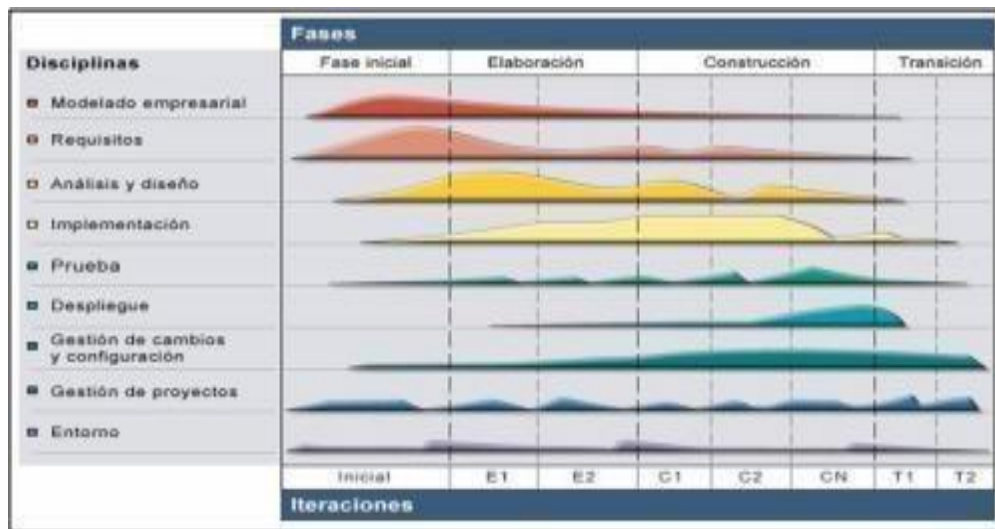 Fases
Disciplinas
Fase inicial Elaboración Construcción Transición
Modelado empresarial
Requisitos
Análisis y diseño
Implementación
Prueba
Despliegue
Gestión de cambios
y configuración
Gestión de proyectos
Entorno
Inicial E1 E2 C1 C2 CN T1 T2
Iteraciones